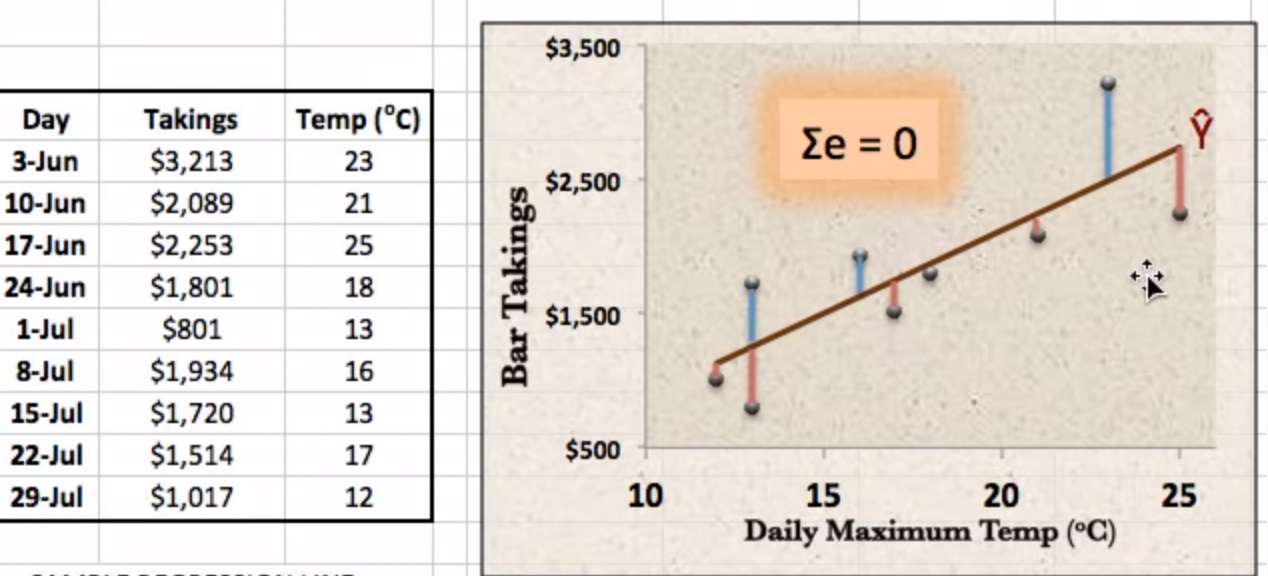 Day Takings Temp (°C)
3-Jun $3,213 23
10-Jun $2,089 21
17-Jun $2,253 25
24-Jun $1,801 18
1-Jul $801 13
8-Jul $1,934 16
15-Jul $1,720 13
22-Jul $1,514 17
29-Jul $1,017 12
$3,500
$2,500
$1,500
$500
Bar Takings
Σe = 0
Ŷ
10 15 20 25
Daily Maximum Temp (°C)